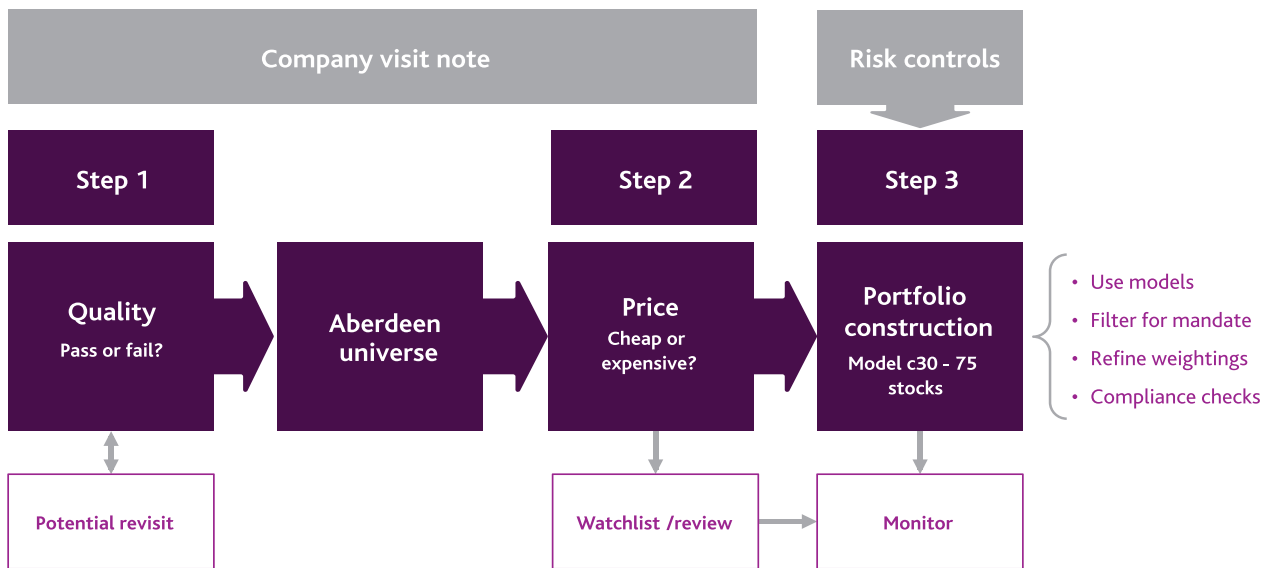 Company visit note
Risk controls
Step 1
Step 2
Step 3
Quality
Pass or fail?
Aberdeen
universe
Price
Cheap or
expensive?
Portfolio
construction
Model c30 - 75
stocks
• Use models
• Filter for mandate
• Refine weightings
• Compliance checks
Potential revisit
Watchlist /review
Monitor